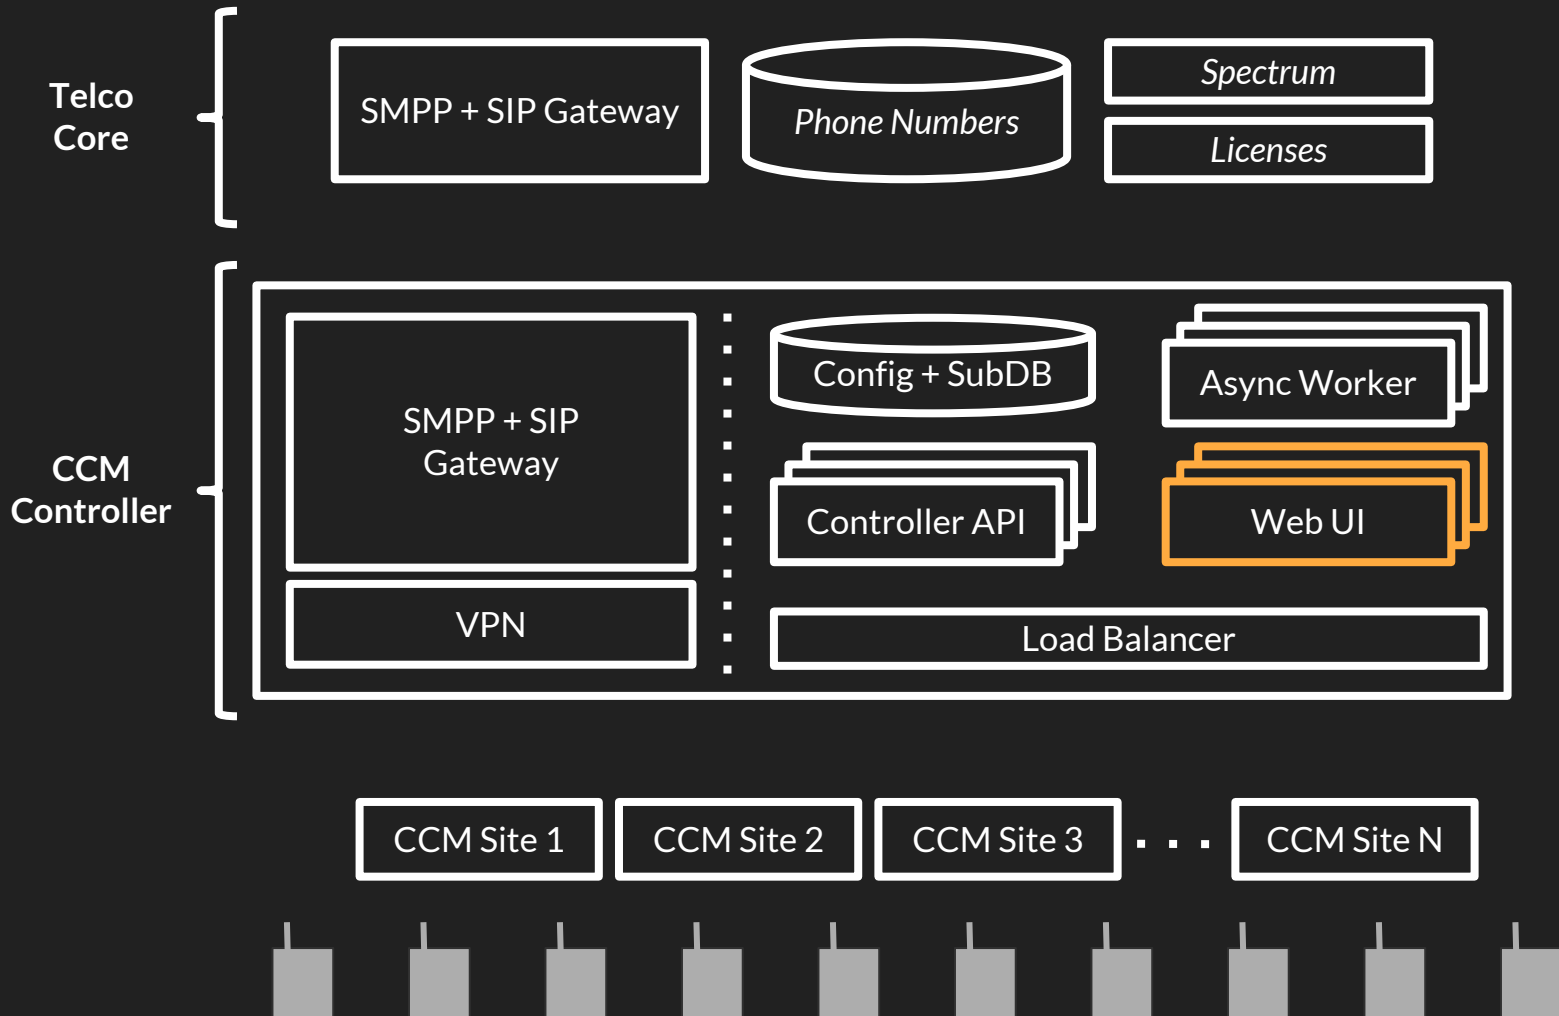 Telco
Core
SMPP + SIP Gateway
Phone Numbers
Spectrum
Licenses
CCM
Controller
SMPP + SIP
Gateway
VPN
Config + SubDB
Async Worker
Controller API
Web UI
Load Balancer
CCM Site 1
CCM Site 2
CCM Site 3
. . .
CCM Site N